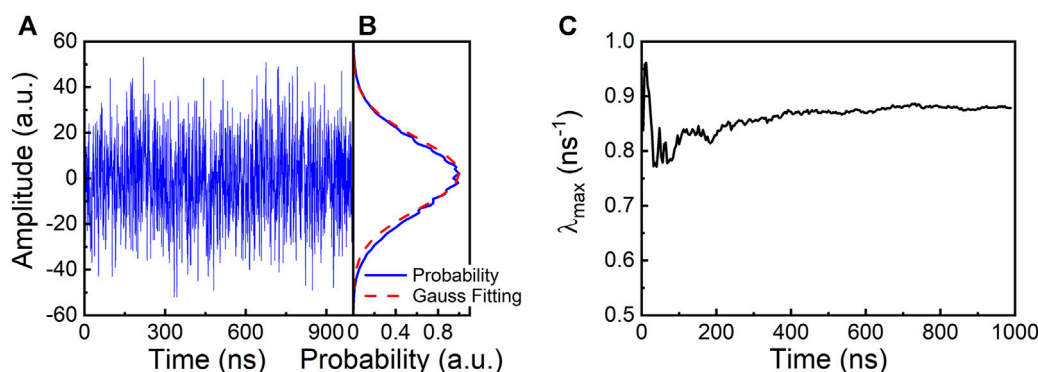 A
B
C
60
40
20
0
-20
-40
-60
Amplitude (a.u.)
0
300
600
900
Time (ns)
Probability
Gauss Fitting
0
0.4
0.8
Probability (a.u.)
1.0
0.9
0.8
0.7
0.6
0.5
λmax (ns-1)
0
200
400
600
800
1000
Time (ns)